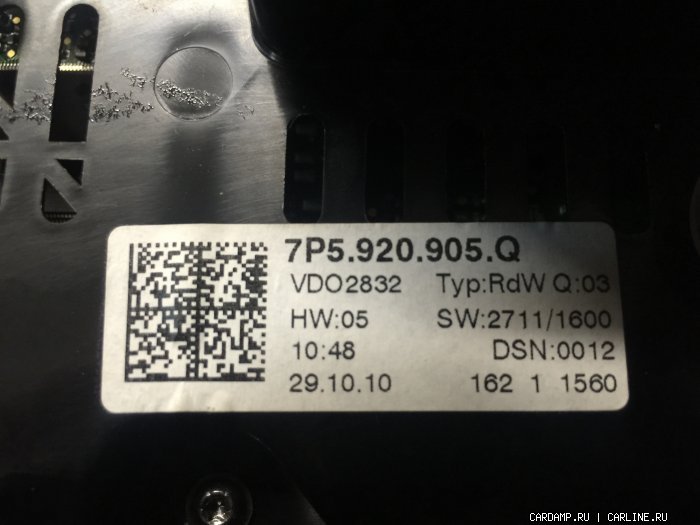 7P5.920.905.Q
VDO2832 Typ:RdW Q:03
HW:05 SW:2711/1600
10:48 DSN:0012
29.10.10 162 1 1560
CARDAMP.RU | CARLINE.RU